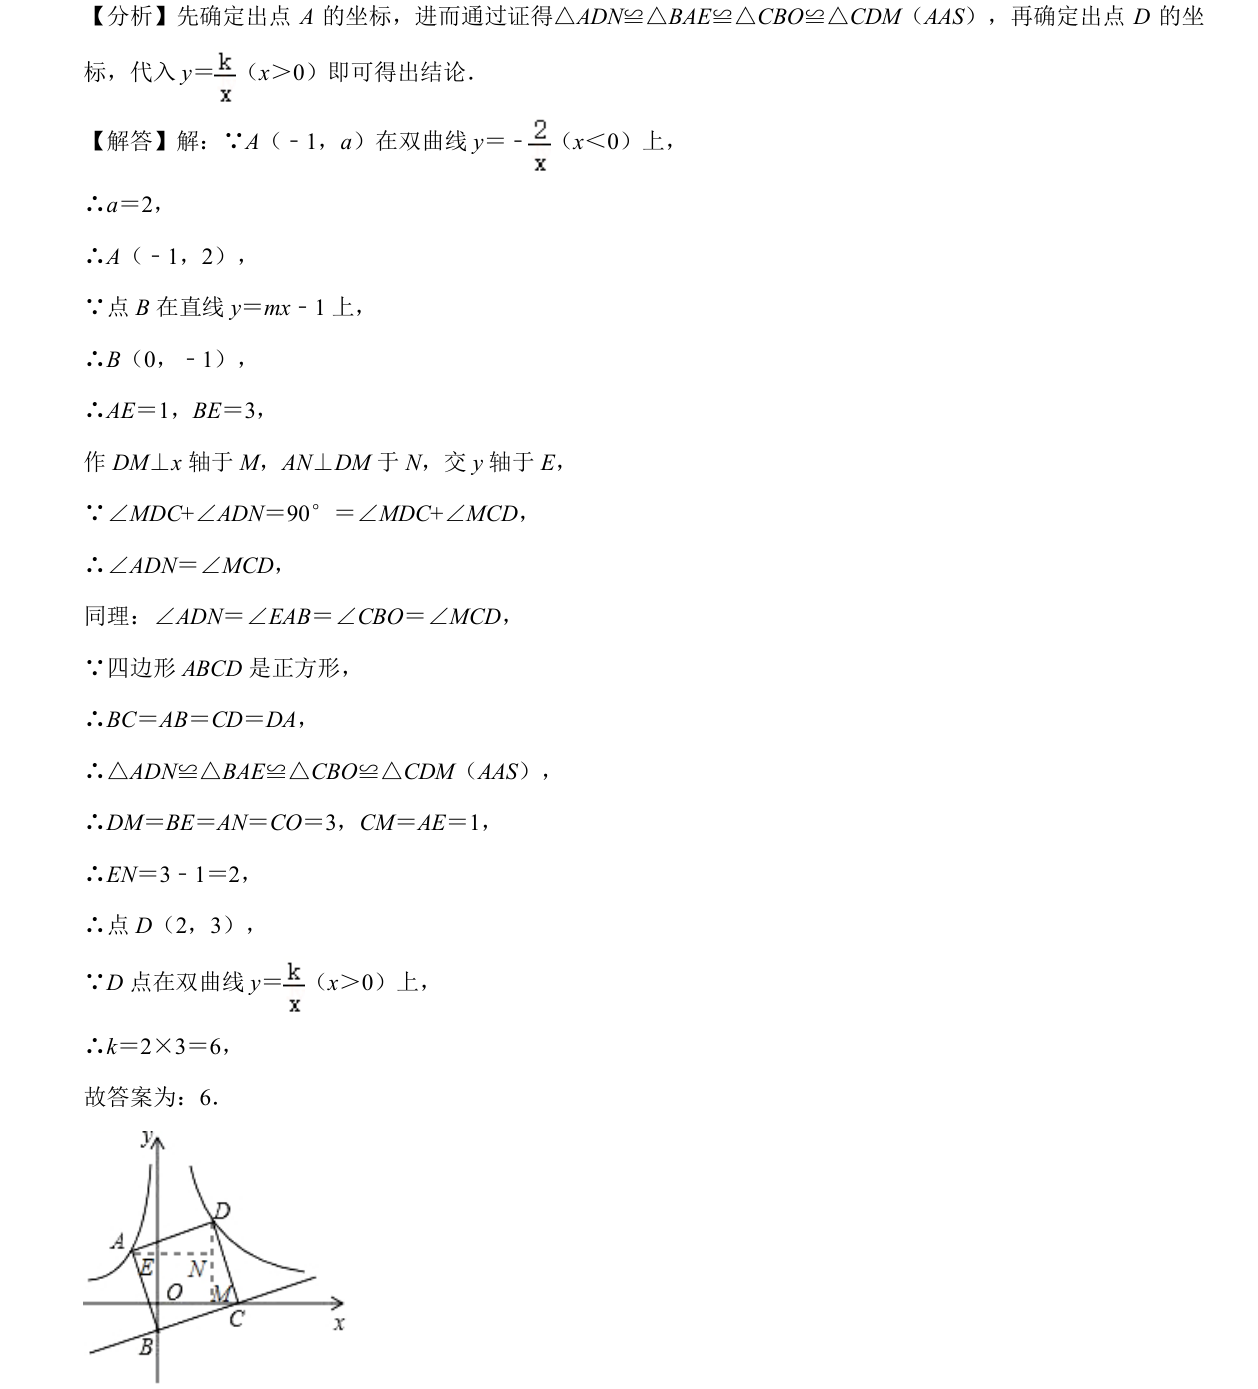 【分析】先确定出点 A 的坐标，进而通过证得△ADN≌△BAE≌△CBO≌△CDM（AAS），再确定出点 D 的坐
标，代入 y＝k/x（x＞0）即可得出结论．
【解答】解：∵A（﹣1，a）在双曲线 y＝﹣2/x（x＜0）上，
∴a＝2，
∴A（﹣1，2），
∵点 B 在直线 y＝mx﹣1 上，
∴B（0，﹣1），
∴AE＝1，BE＝3，
作 DM⊥x 轴于 M，AN⊥DM 于 N，交 y 轴于 E，
∵∠MDC+∠ADN＝90°＝∠MDC+∠MCD，
∴∠ADN＝∠MCD，
同理：∠ADN＝∠EAB＝∠CBO＝∠MCD，
∵四边形 ABCD 是正方形，
∴BC＝AB＝CD＝DA，
∴△ADN≌△BAE≌△CBO≌△CDM（AAS），
∴DM＝BE＝AN＝CO＝3，CM＝AE＝1，
∴EN＝3﹣1＝2，
∴点 D（2，3），
∵D 点在双曲线 y＝k/x（x＞0）上，
∴k＝2×3＝6，
故答案为：6．
y
D
A
E N
O M
C x
B